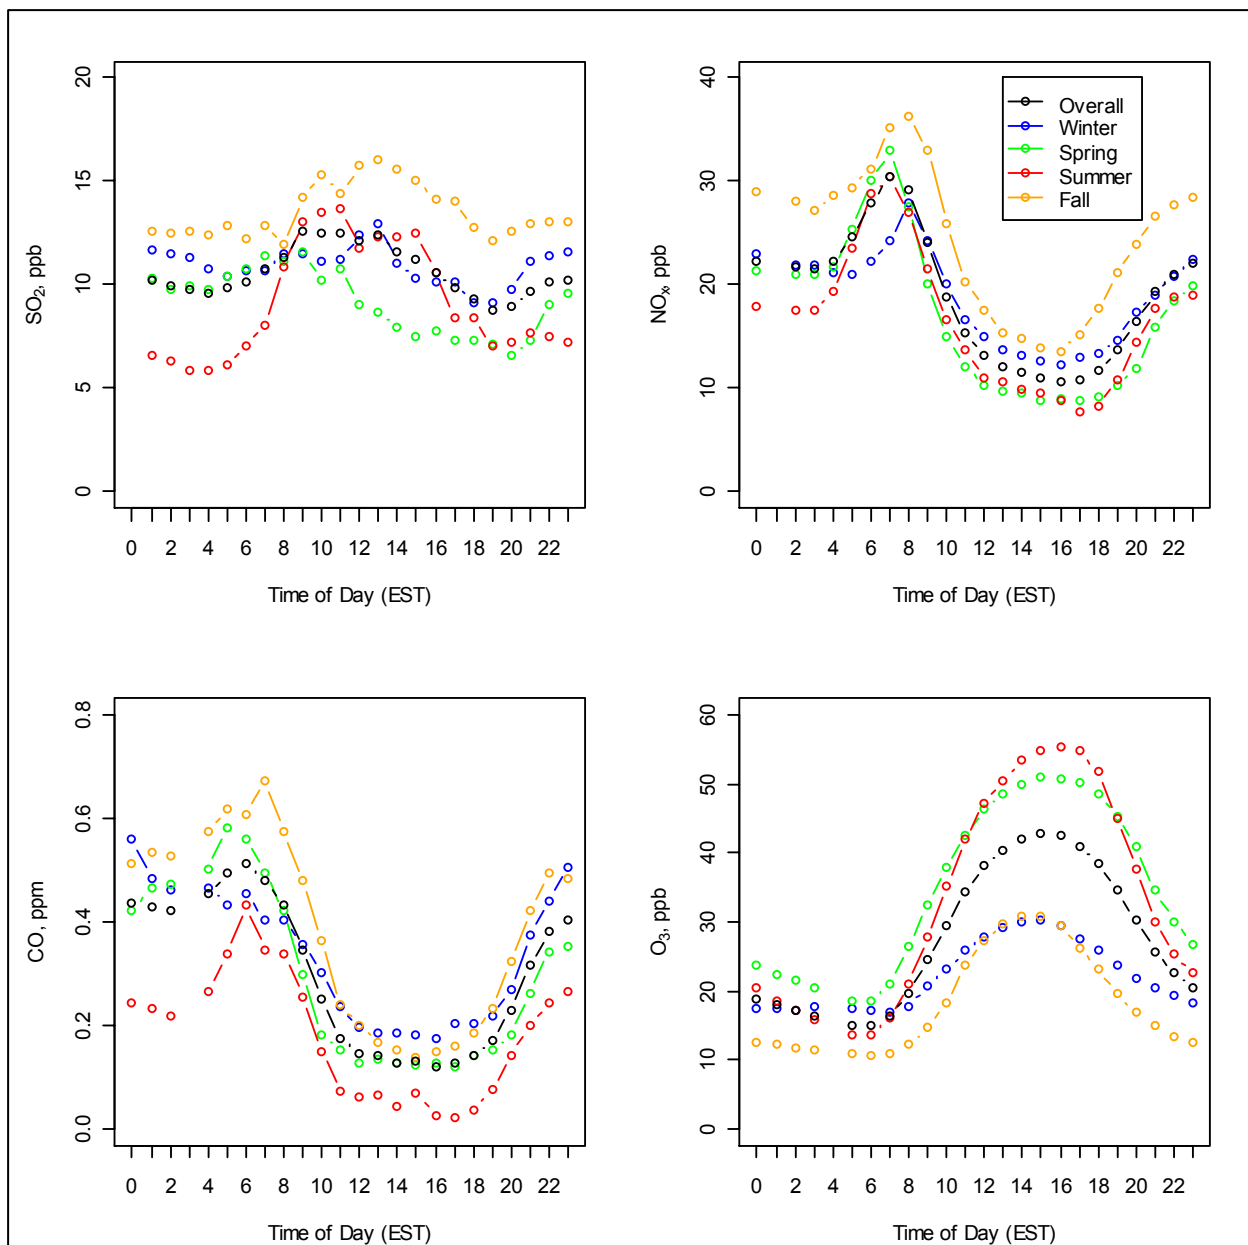 SO2, ppb
20
15
10
5
0
0 2 4 6 8 10 12 14 16 18 20 22
Time of Day (EST)
NOx, ppb
40
30
20
10
0
Overall
Winter
Spring
Summer
Fall
0 2 4 6 8 10 12 14 16 18 20 22
Time of Day (EST)
CO, ppm
0.8
0.6
0.4
0.2
0.0
0 2 4 6 8 10 12 14 16 18 20 22
Time of Day (EST)
O3, ppb
60
50
40
30
20
10
0
0 2 4 6 8 10 12 14 16 18 20 22
Time of Day (EST)